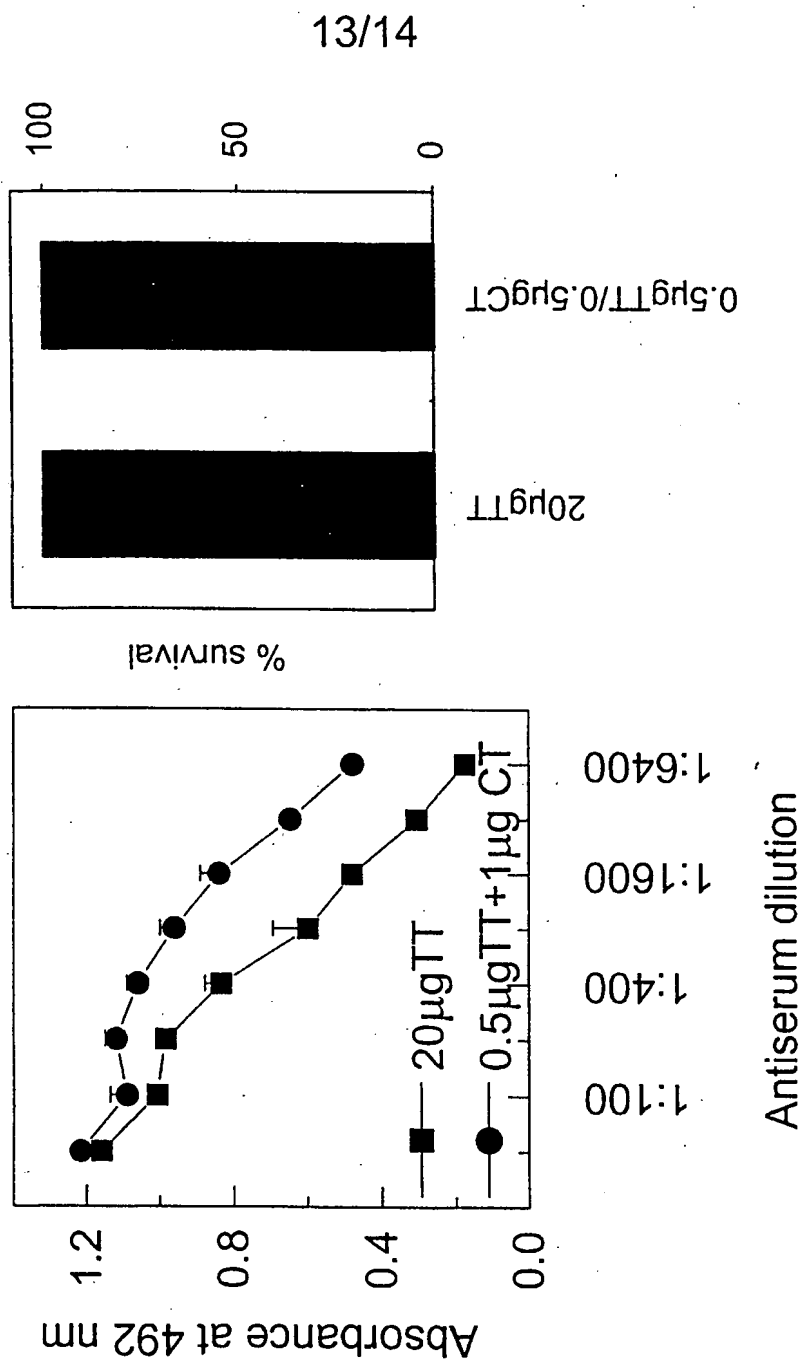 13/14
100
50
0
20µgTT
0.5µgTT/0.5µgCT
% survival
1.2
0.8
0.4
0.0
Absorbance at 492 nm
20µgTT
0.5µgTT+1µg CT
1:100
1:400
1:1600
1:6400
Antiserum dilution